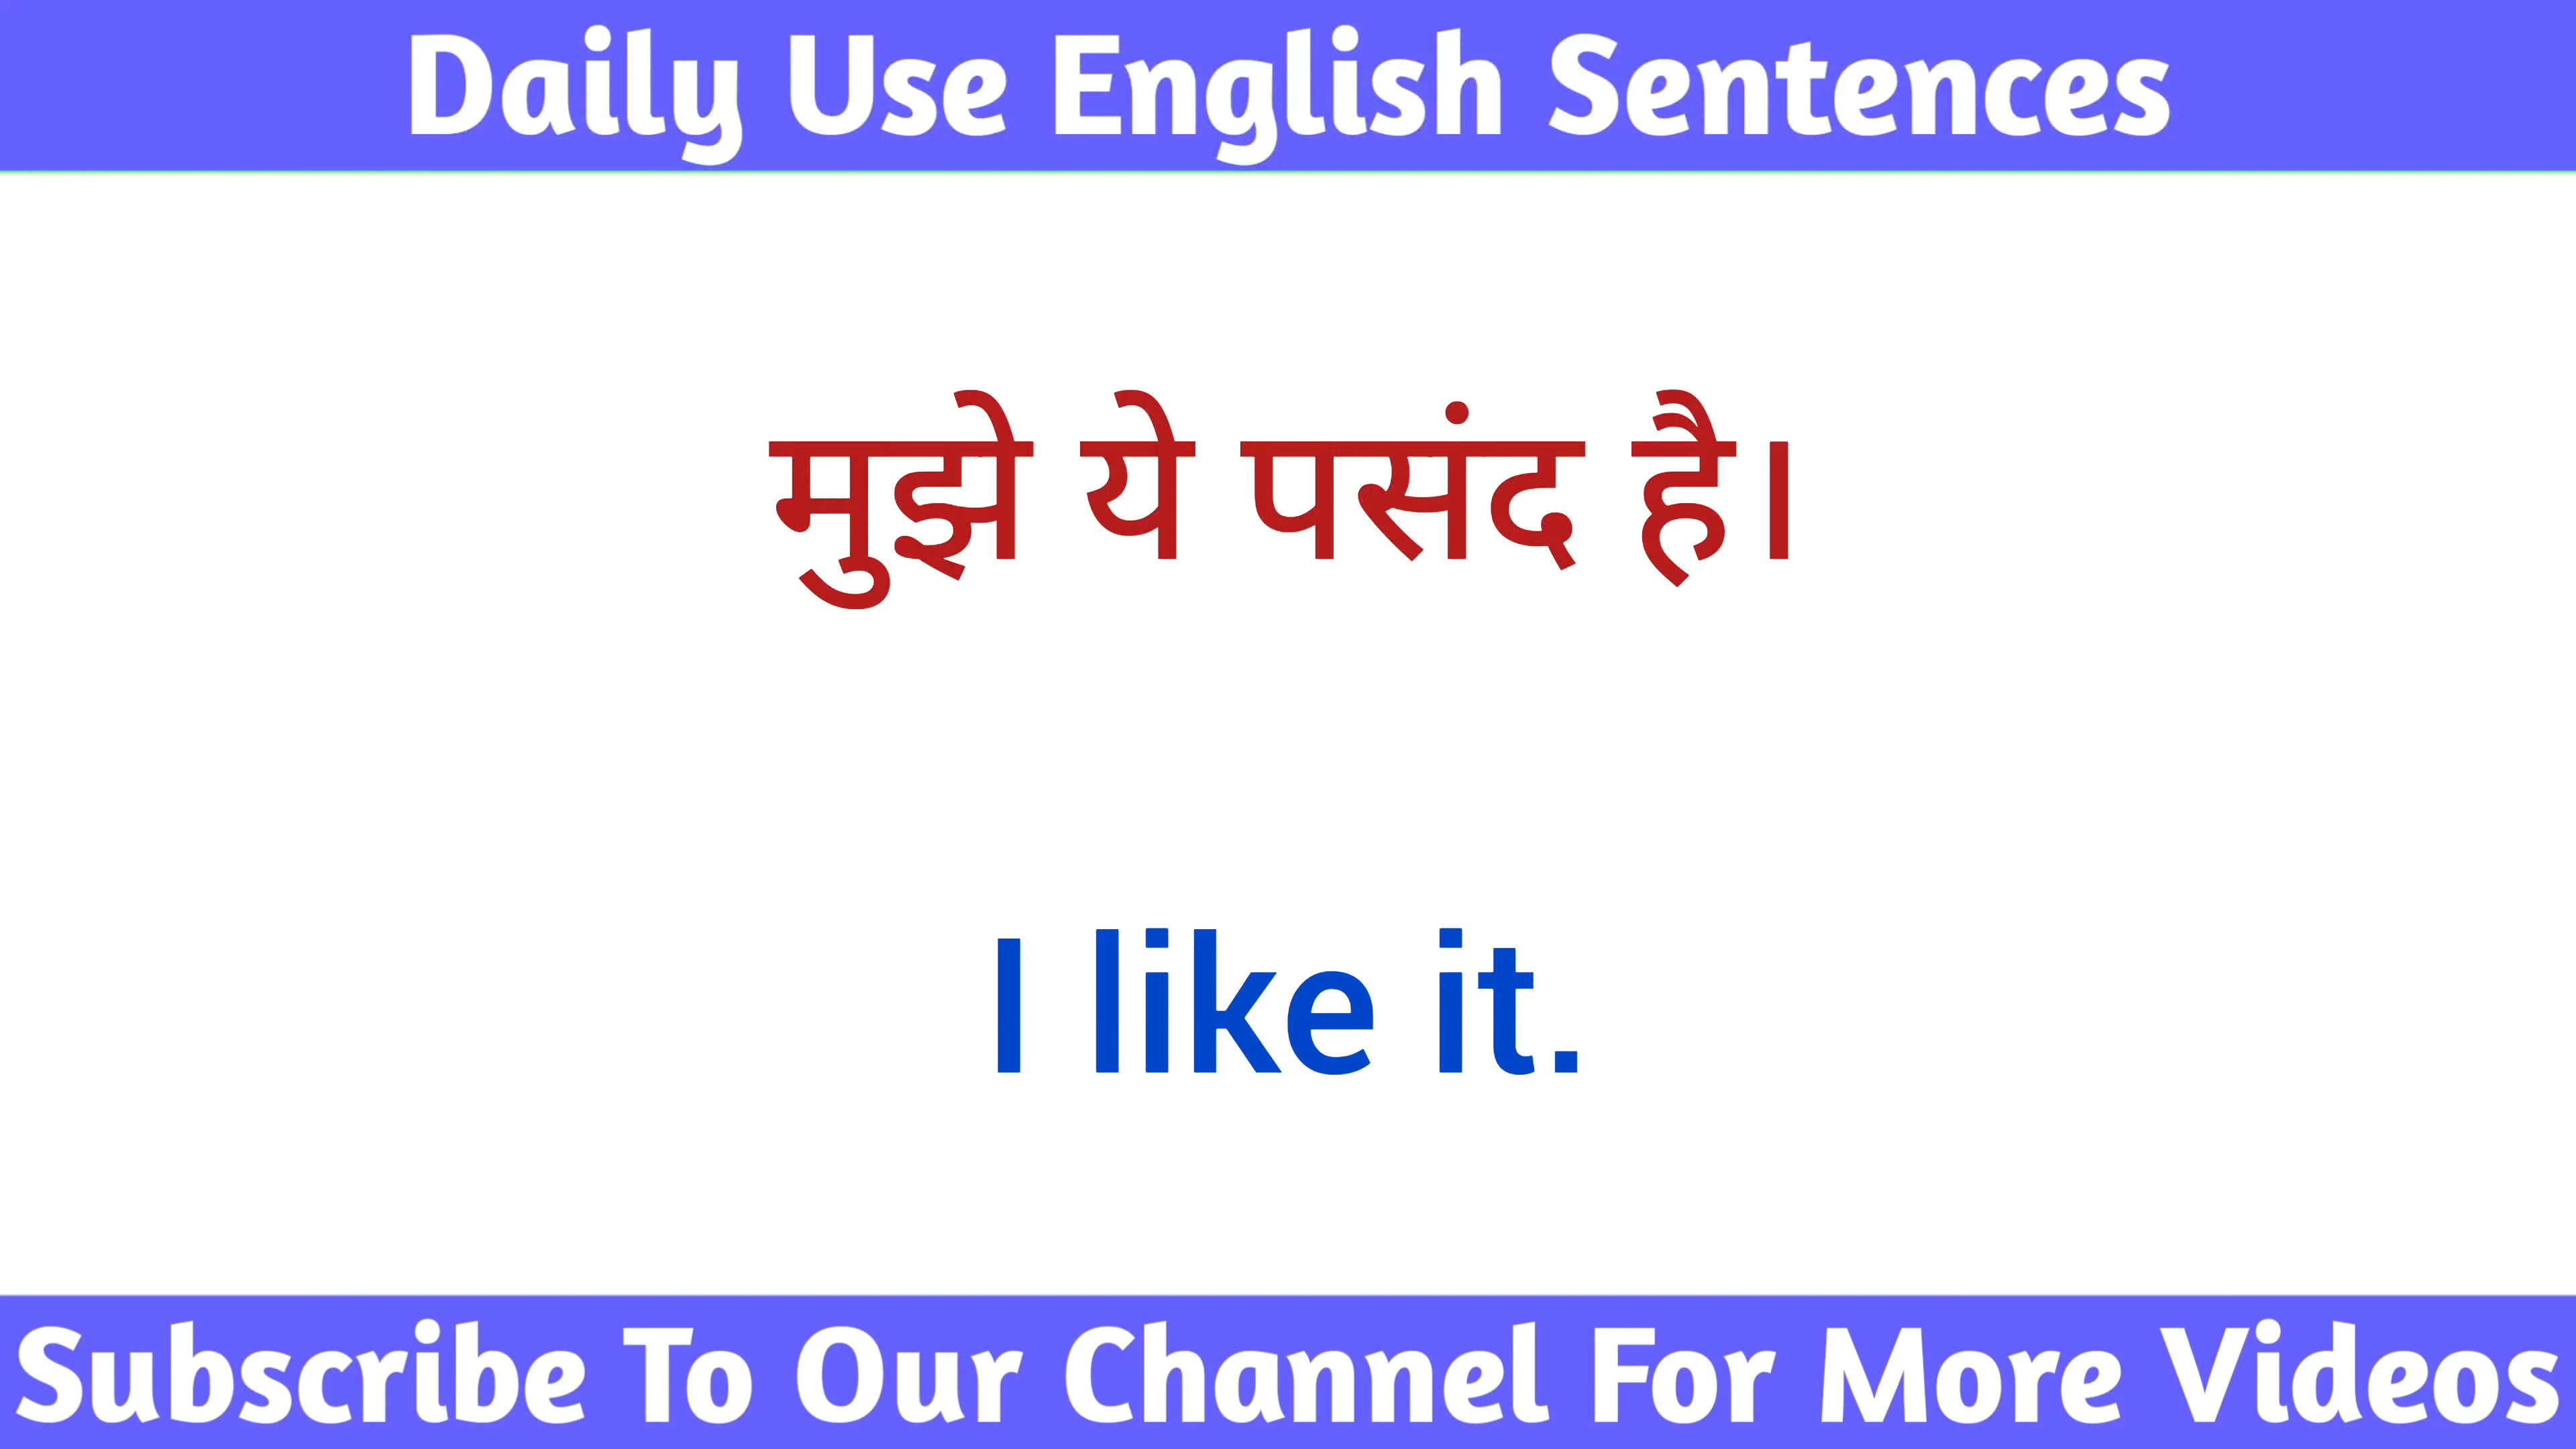 Daily Use English Sentences
मुझे ये पसंद है।
I like it.
Subscribe To Our Channel For More Videos